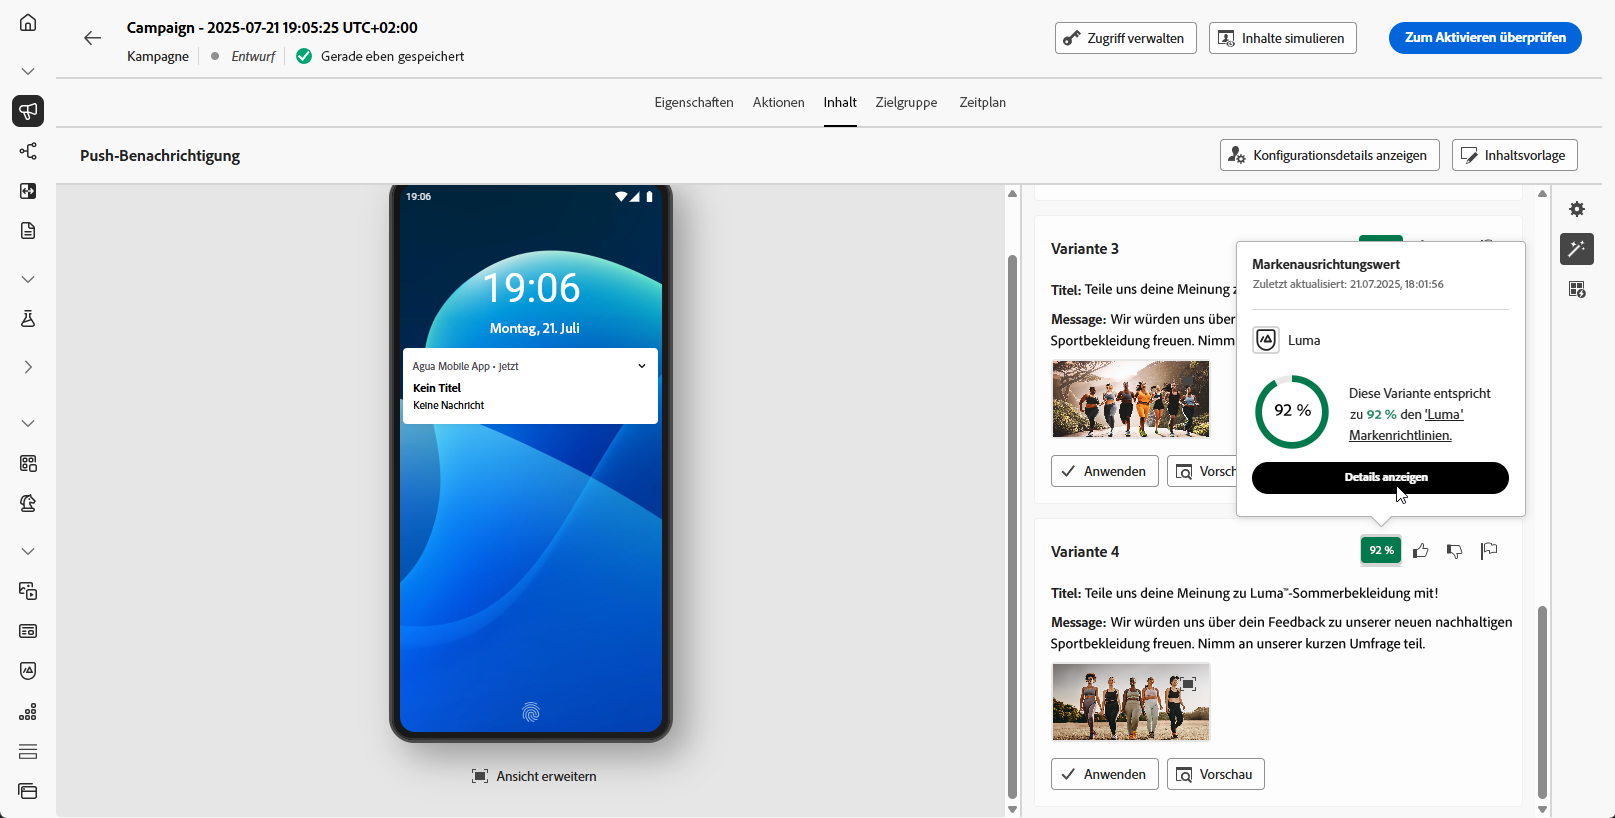 Campaign - 2025-07-21 19:05:25 UTC+02:00
Kampagne
Entwurf
Gerade eben gespeichert
Zugriff verwalten
Inhalte simulieren
Zum Aktivieren überprüfen
Eigenschaften
Aktionen
Inhalt
Zielgruppe
Zeitplan
Push-Benachrichtigung
Konfigurationsdetails anzeigen
Inhaltsvorlage
19:06
19:06
Montag, 21. Juli
Agua Mobile App • Jetzt
Kein Titel
Keine Nachricht
Ansicht erweitern
Variante 3
Titel: Teile uns deine Meinung
Message: Wir würden uns über
Sportbekleidung freuen. Nimm
Anwenden
Vorsch
Markenausrichtungswert
Zuletzt aktualisiert: 21.07.2025, 18:01:56
Luma
92 %
Diese Variante entspricht
zu 92 % den 'Luma'
Markenrichtlinien.
Details anzeigen
Variante 4
92 %
Titel: Teile uns deine Meinung zu Luma™-Sommerbekleidung mit!
Message: Wir würden uns über dein Feedback zu unserer neuen nachhaltigen
Sportbekleidung freuen. Nimm an unserer kurzen Umfrage teil.
Anwenden
Vorschau